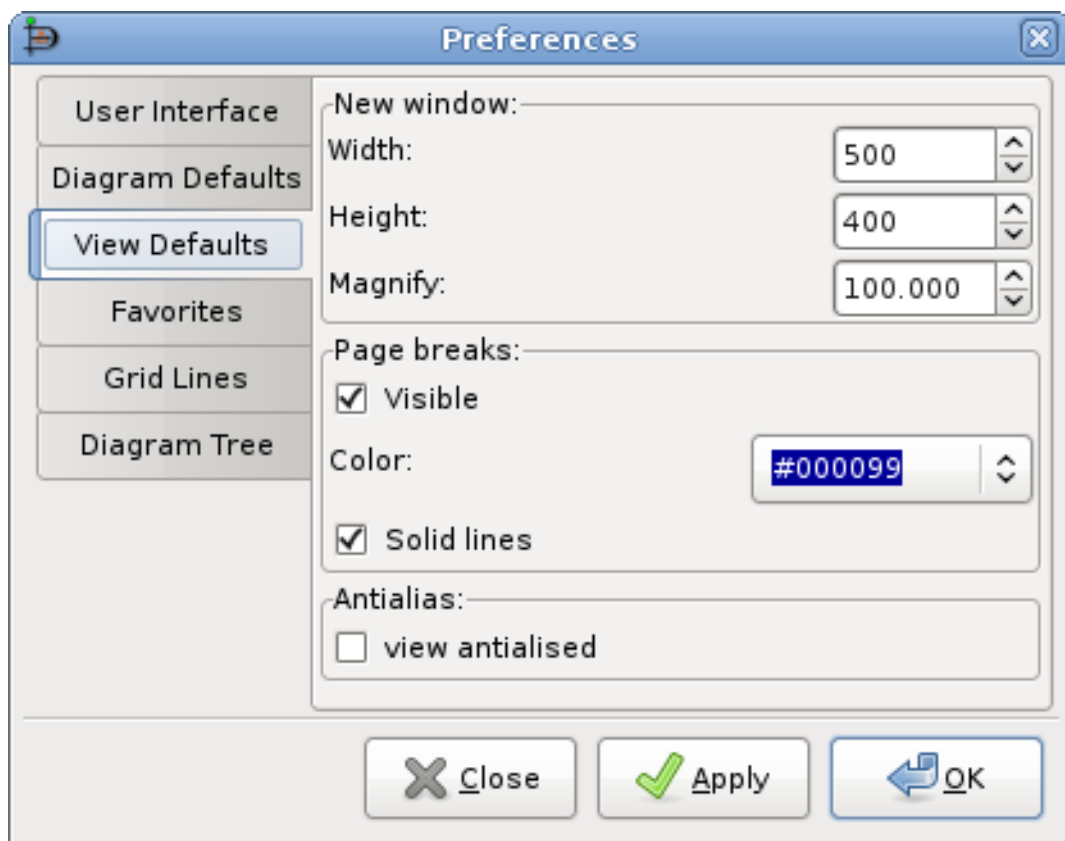 Preferences
User Interface
Diagram Defaults
View Defaults
Favorites
Grid Lines
Diagram Tree
New window:
Width: 500
Height: 400
Magnify: 100.000
Page breaks:
Visible
Color: #000099
Solid lines
Antialias:
view antialised
Close Apply OK